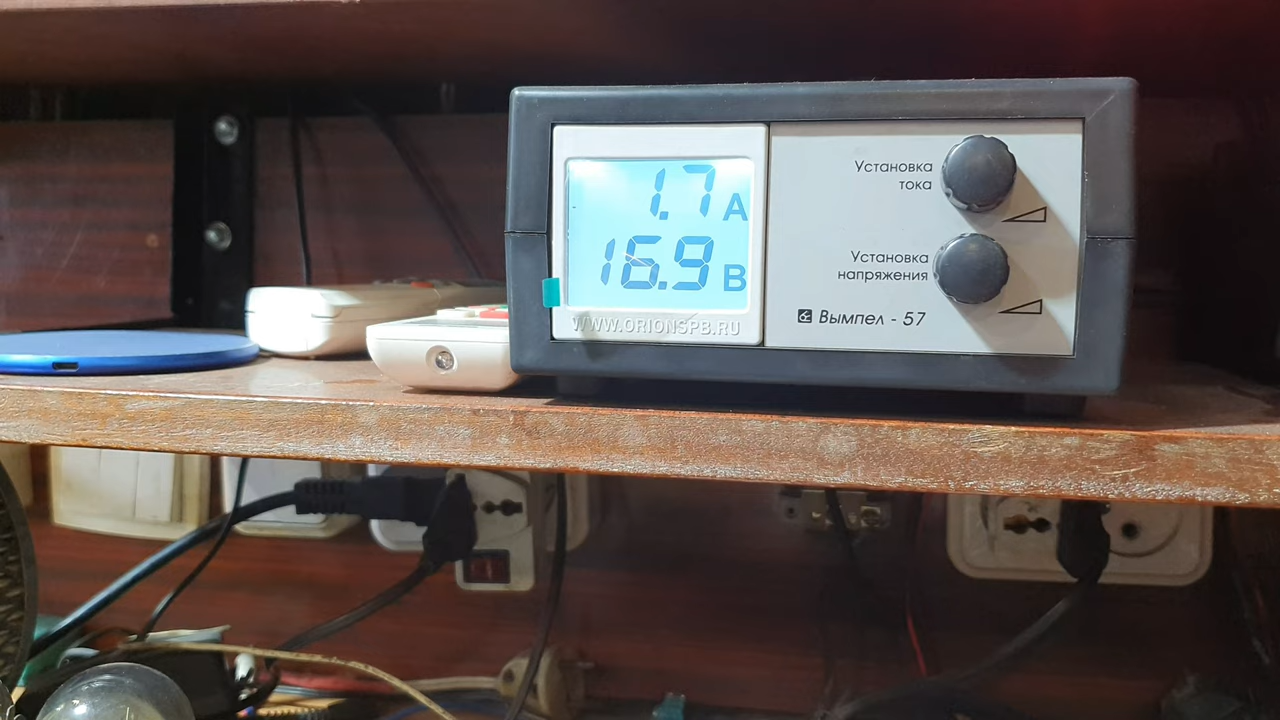 1.7 A
16.9 В
WWW.ORIONSPB.RU
Установка
тока
Установка
напряжения
Вымпел - 57